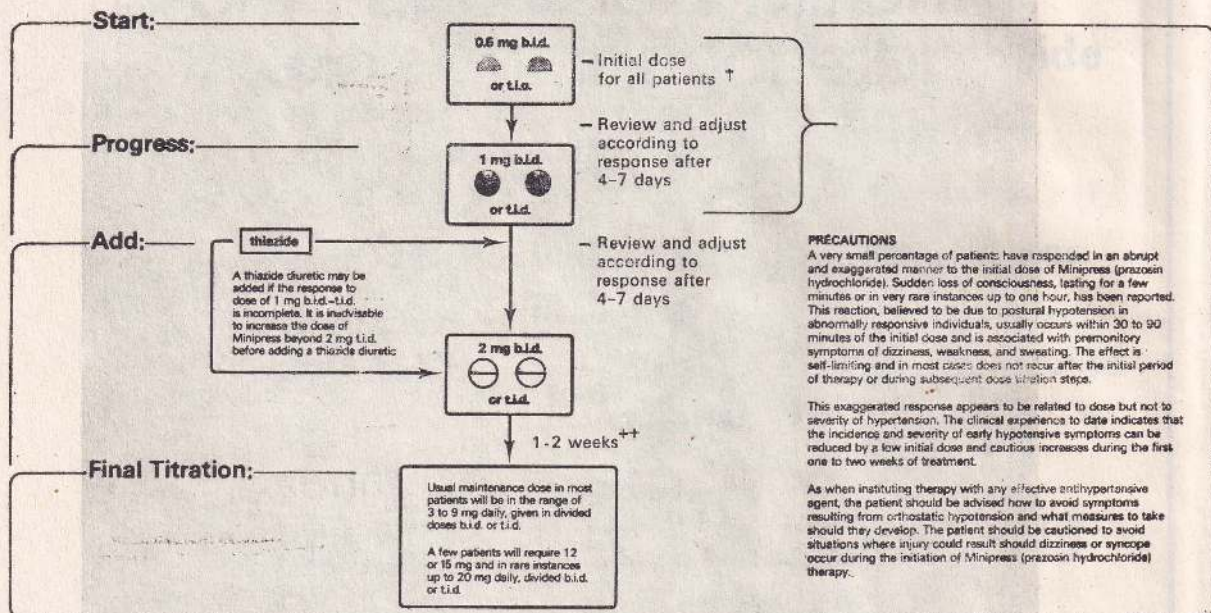 Start:
0.6 mg b.i.d.
or t.i.d.
– Initial dose
for all patients †
– Review and adjust
according to
response after
4-7 days
Progress:
1 mg b.i.d.
or t.i.d.
Add:
thiazide
A thiazide diuretic may be
added if the response to
dose of 1 mg b.i.d.-t.i.d.
is incomplete. It is inadvisable
to increase the dose of
Minipress beyond 2 mg t.i.d.
before adding a thiazide diuretic
– Review and adjust
according to
response after
4-7 days
2 mg b.i.d.
or t.i.d.
1-2 weeks++
Final Titration:
Usual maintenance dose in most
patients will be in the range of
3 to 9 mg daily, given in divided
doses b.i.d. or t.i.d.
A few patients will require 12
or 15 mg and in rare instances
up to 20 mg daily, divided b.i.d.
or t.i.d.
PRECAUTIONS
A very small percentage of patients have responded in an abrupt
and exaggerated manner to the initial dose of Minipress (prazosin
hydrochloride). Sudden loss of consciousness, lasting for a few
minutes or in very rare instances up to one hour, has been reported.
This reaction, believed to be due to postural hypotension in
abnormally responsive individuals, usually occurs within 30 to 90
minutes of the initial dose and is associated with premonitory
symptoms of dizziness, weakness, and sweating. The effect is
self-limiting and in most cases does not recur after the initial period
of therapy or during subsequent dose titration steps.
This exaggerated response appears to be related to dose but not to
severity of hypertension. The clinical experience to date indicates that
the incidence and severity of early hypotensive symptoms can be
reduced by a low initial dose and cautious increases during the first
one to two weeks of treatment.
As when instituting therapy with any effective antihypertensive
agent, the patient should be advised how to avoid symptoms
resulting from orthostatic hypotension and what measures to take
should they develop. The patient should be cautioned to avoid
situations where injury could result should dizziness or syncope
occur during the initiation of Minipress (prazosin hydrochloride)
therapy.